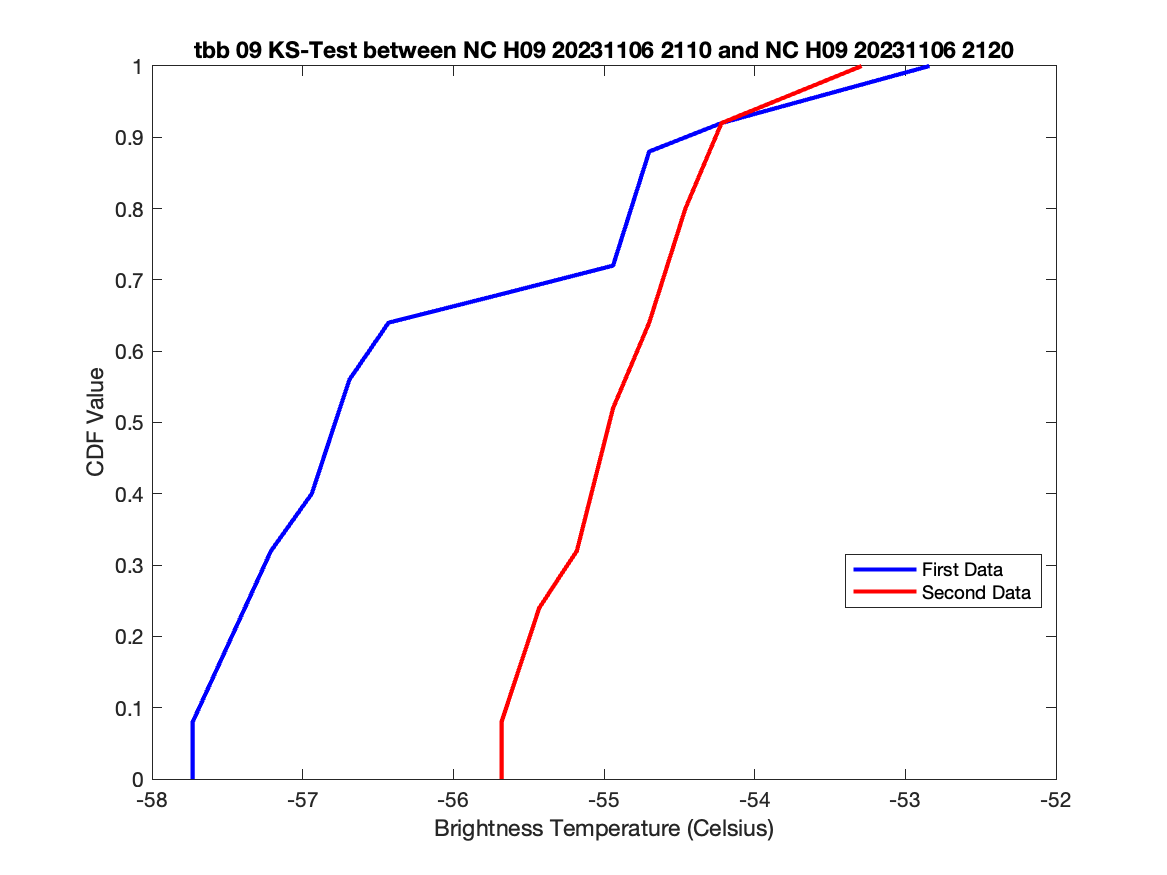 tbb 09 KS-Test between NC H09 20231106 2110 and NC H09 20231106 2120
1
0.9
0.8
0.7
0.6
0.5
0.4
0.3
0.2
0.1
0
CDF Value
First Data
Second Data
-58 -57 -56 -55 -54 -53 -52
Brightness Temperature (Celsius)